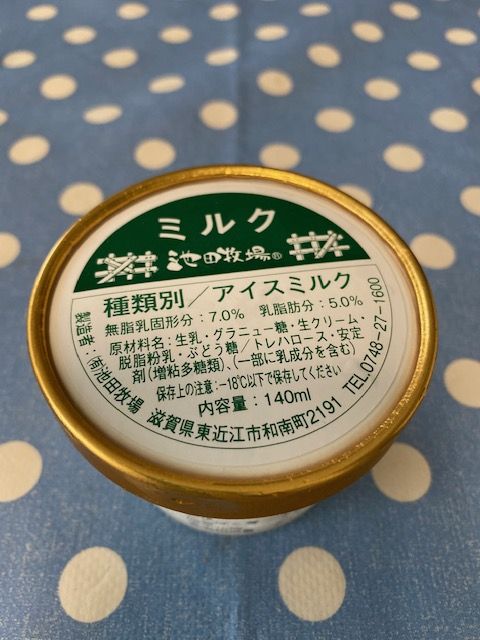 ミルク
池田牧場®
種類別／アイスミルク
無脂乳固形分：7.0%　乳脂肪分：5.0%
原材料名：生乳・グラニュー糖・生クリーム・
脱脂粉乳・ぶどう糖／トレハロース・安定
剤(増粘多糖類)、(一部に乳成分を含む)
保存上の注意：−18℃以下で保存してください
内容量：140ml
製造者：㈲池田牧場　滋賀県東近江市和南町2191　TEL.0748-27-1600